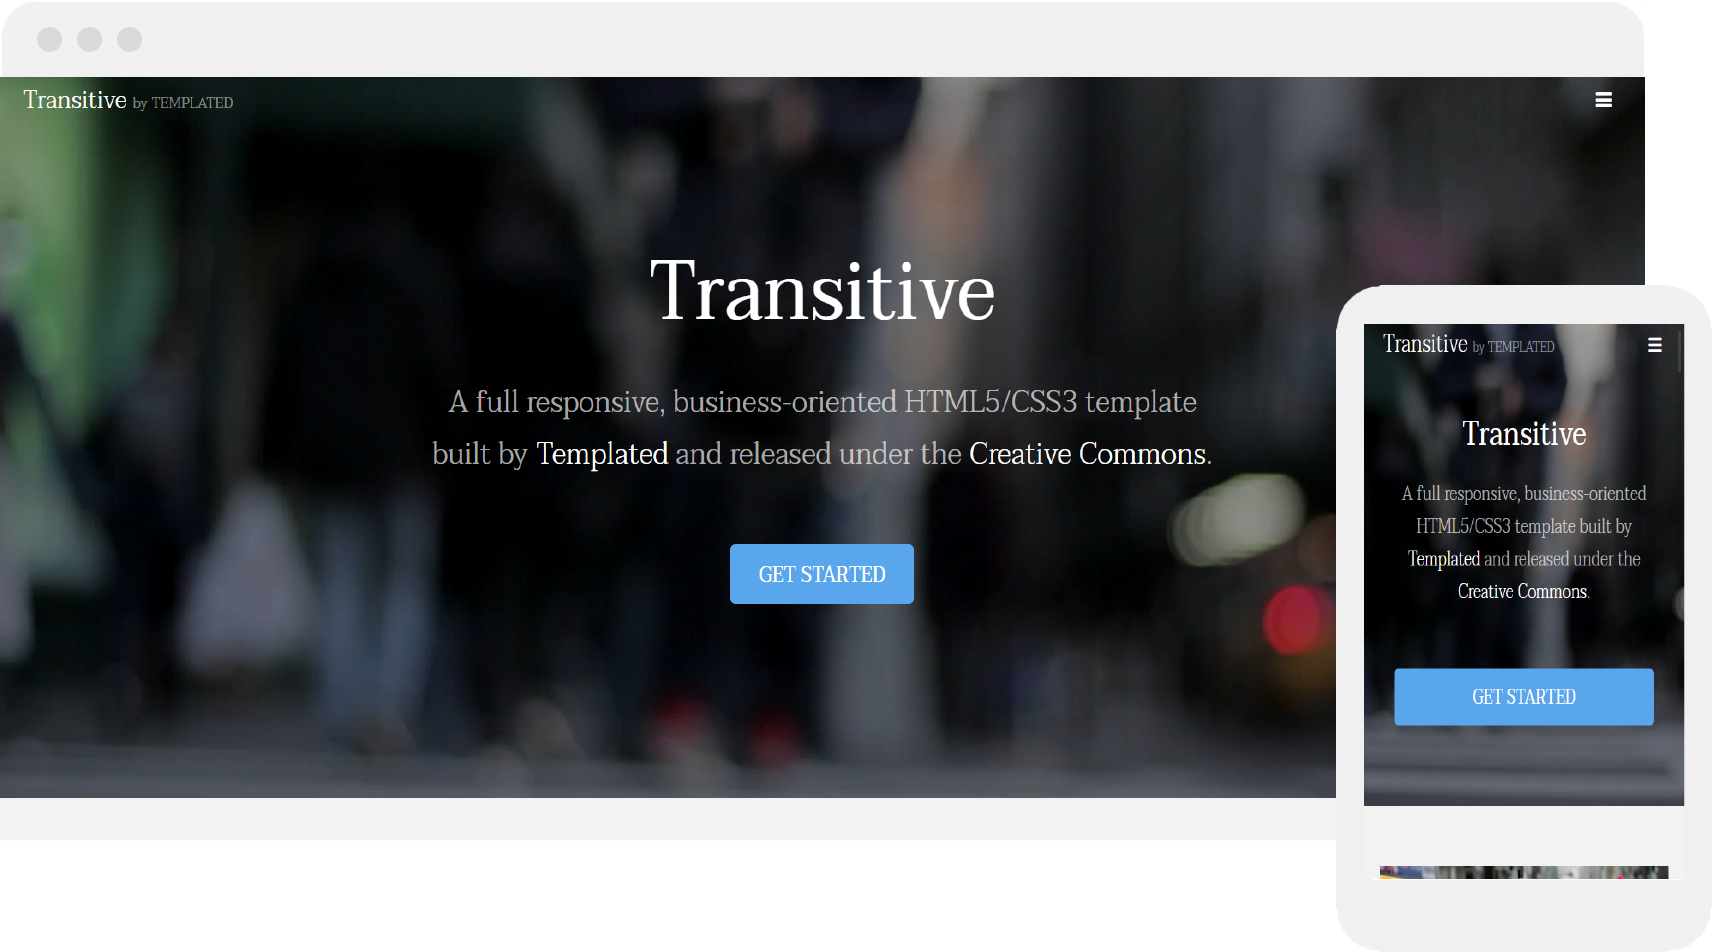 Transitive by TEMPLATED
Transitive
A full responsive, business-oriented HTML5/CSS3 template
built by Templated and released under the Creative Commons.
GET STARTED
Transitive by TEMPLATED
Transitive
A full responsive, business-oriented
HTML5/CSS3 template built by
Templated and released under the
Creative Commons.
GET STARTED